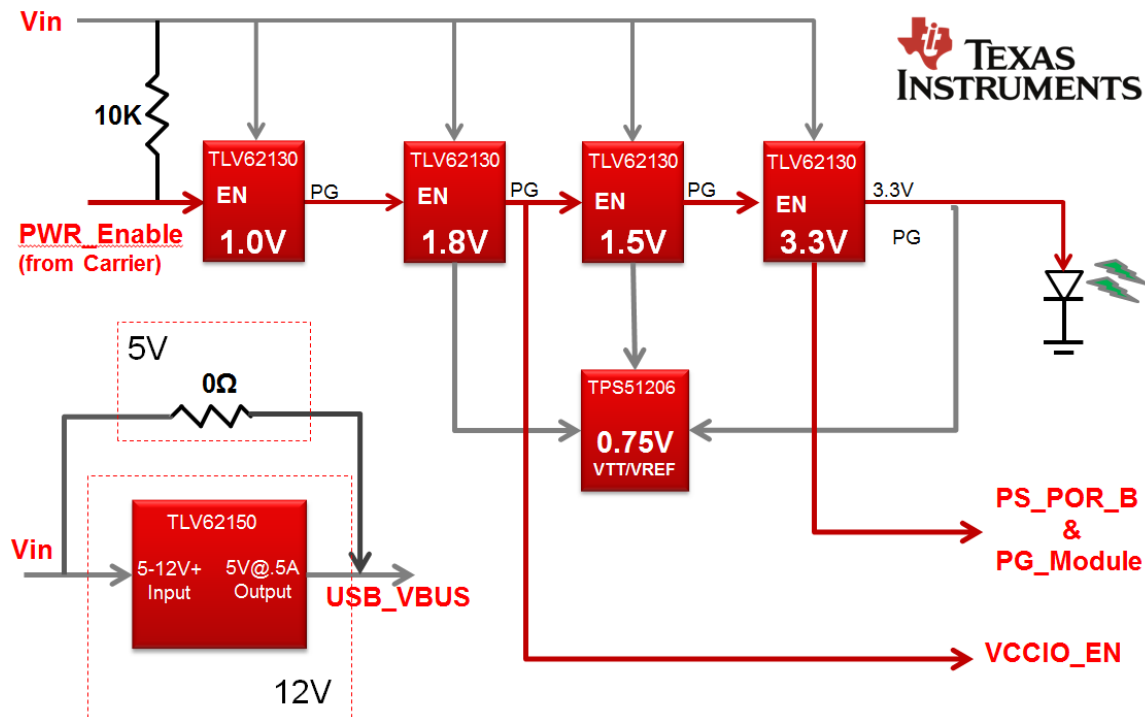 Vin
TEXAS
INSTRUMENTS
10K
TLV62130
EN
1.0V
PG
TLV62130
EN
1.8V
PG
TLV62130
EN
1.5V
PG
TLV62130
EN
3.3V
3.3V
PG
PWR_Enable
(from Carrier)
5V
0Ω
TPS51206
0.75V
VTT/VREF
TLV62150
Vin
5-12V+
Input
5V@.5A
Output
USB_VBUS
12V
PS_POR_B
&
PG_Module
VCCIO_EN